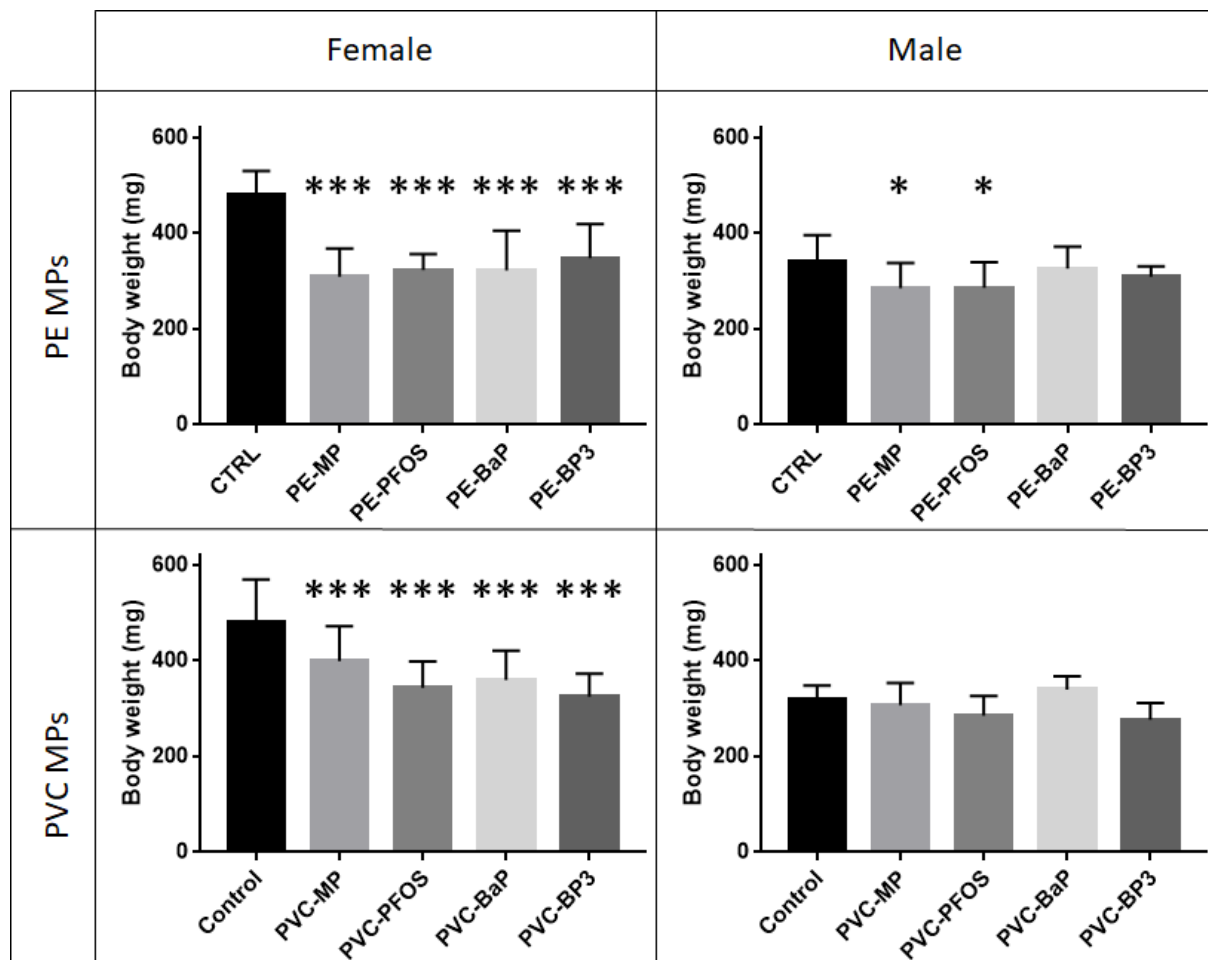 Female
Male
PE MPs
Body weight (mg)
600
400
200
0
*** *** *** ***
CTRL
PE-MP
PE-PFOS
PE-BaP
PE-BP3
Body weight (mg)
600
400
200
0
* *
CTRL
PE-MP
PE-PFOS
PE-BaP
PE-BP3
PVC MPs
Body weight (mg)
600
400
200
0
*** *** *** ***
Control
PVC-MP
PVC-PFOS
PVC-BaP
PVC-BP3
Body weight (mg)
600
400
200
0
Control
PVC-MP
PVC-PFOS
PVC-BaP
PVC-BP3